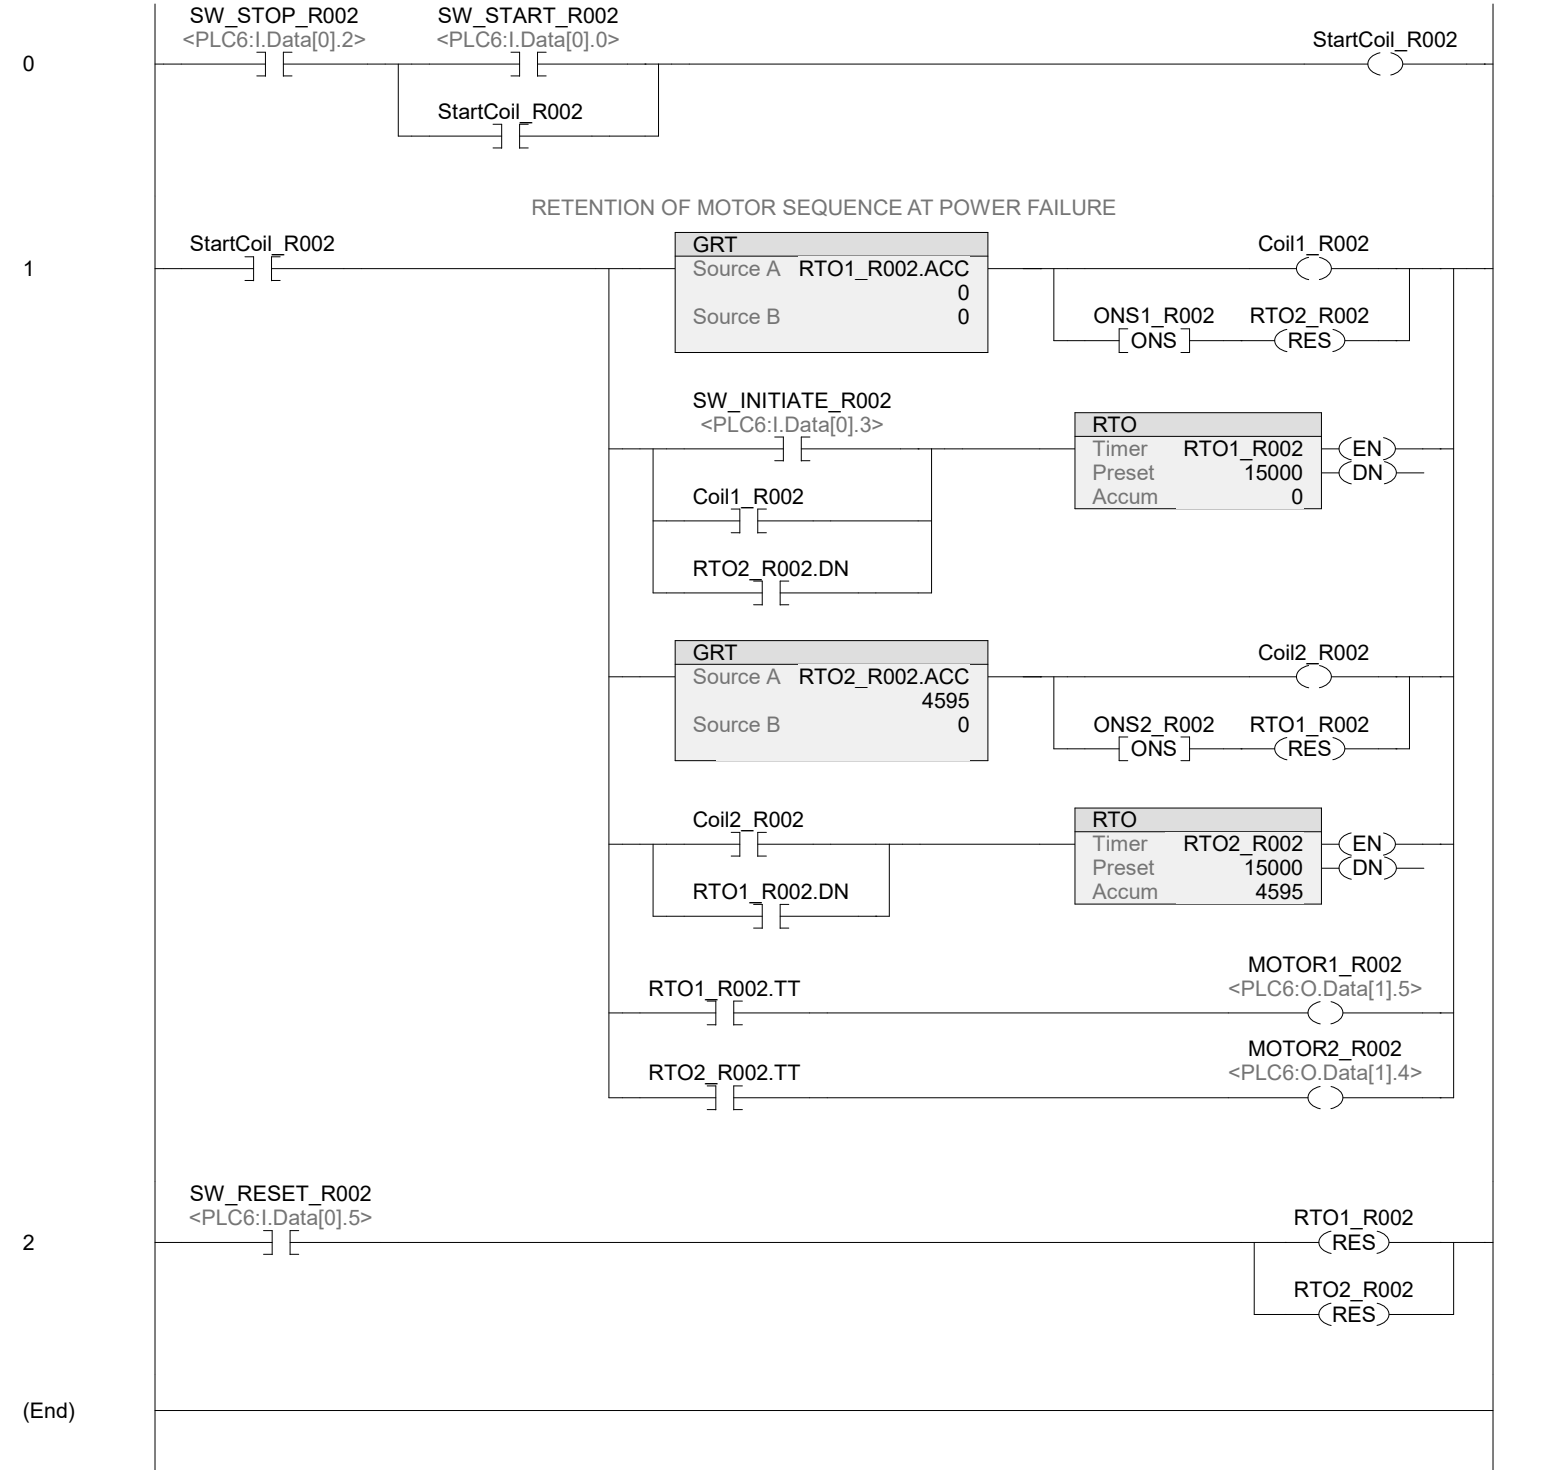 SW_STOP_R002
<PLC6:I.Data[0].2>
SW_START_R002
<PLC6:I.Data[0].0>
StartCoil_R002
0
StartCoil_R002
RETENTION OF MOTOR SEQUENCE AT POWER FAILURE
1
StartCoil_R002
GRT
Source A RTO1_R002.ACC
0
Source B 0
Coil1_R002
ONS1_R002
ONS
RTO2_R002
RES
SW_INITIATE_R002
<PLC6:I.Data[0].3>
Coil1_R002
RTO2_R002.DN
RTO
Timer RTO1_R002
Preset 15000
Accum 0
EN
DN
GRT
Source A RTO2_R002.ACC
4595
Source B 0
Coil2_R002
ONS2_R002
ONS
RTO1_R002
RES
Coil2_R002
RTO1_R002.DN
RTO
Timer RTO2_R002
Preset 15000
Accum 4595
EN
DN
RTO1_R002.TT
MOTOR1_R002
<PLC6:O.Data[1].5>
RTO2_R002.TT
MOTOR2_R002
<PLC6:O.Data[1].4>
2
SW_RESET_R002
<PLC6:I.Data[0].5>
RTO1_R002
RES
RTO2_R002
RES
(End)